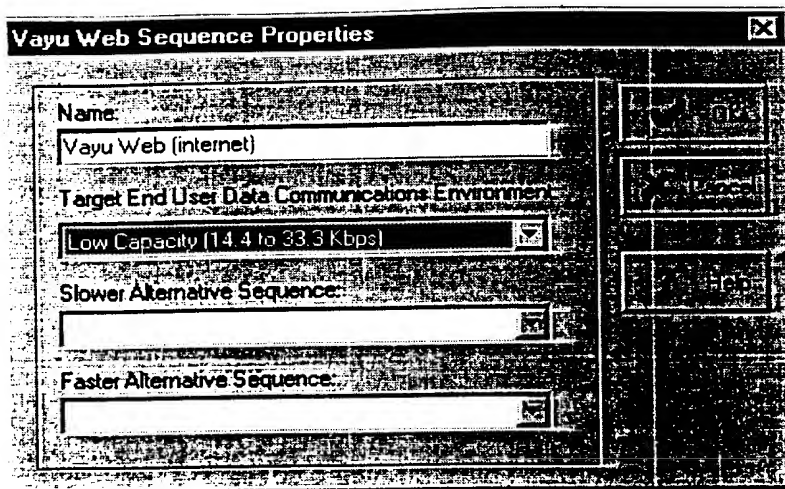 Vayu Web Sequence Properties
Name:
Vayu Web (internet)
Target End User Data Communications Environment:
Low Capacity (14.4 to 33.3 Kbps)
Slower Alternative Sequence:
Faster Alternative Sequence:
Cancel
Help